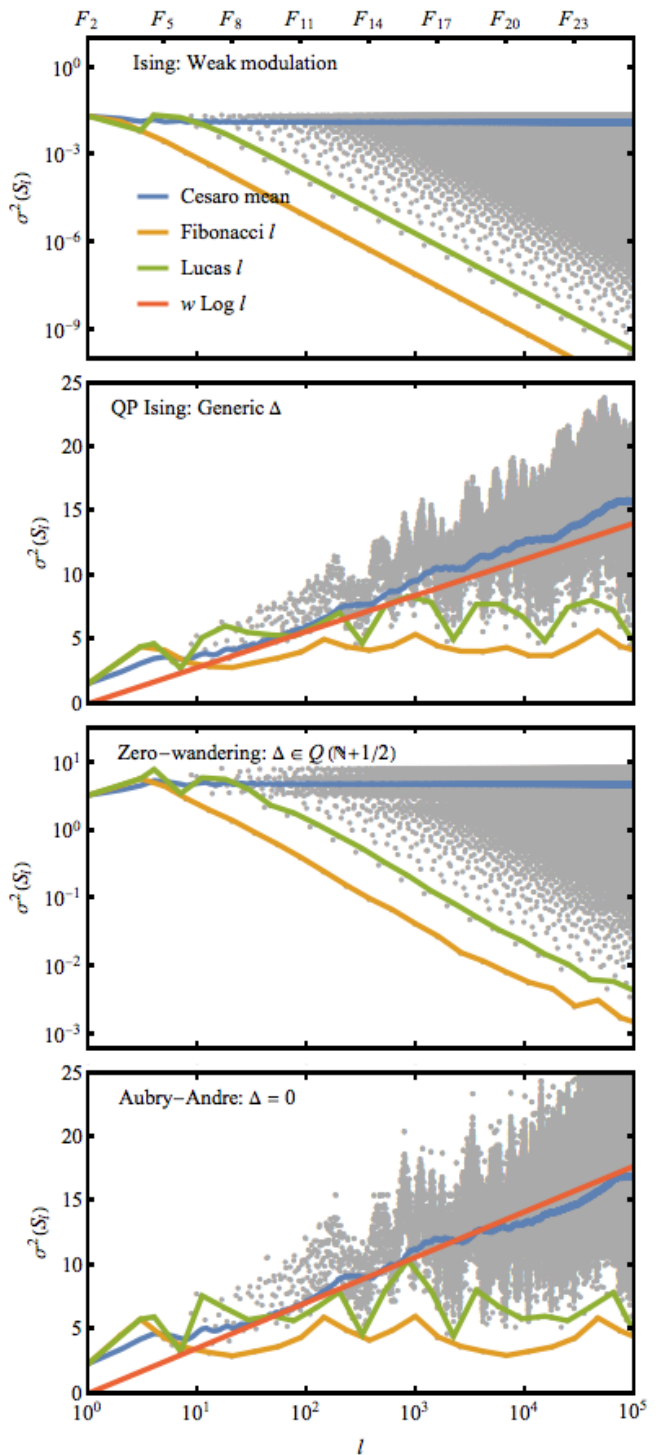 F₂ F₅ F₈ F₁₁ F₁₄ F₁₇ F₂₀ F₂₃
Ising: Weak modulation
10⁰
10⁻³
10⁻⁶
10⁻⁹
σ²(Sₗ)
Cesaro mean
Fibonacci l
Lucas l
w Log l
QP Ising: Generic Δ
25
20
15
10
5
0
σ²(Sₗ)
Zero−wandering: Δ ∈ Q (ℕ+1/2)
10¹
10⁰
10⁻¹
10⁻²
10⁻³
σ²(Sₗ)
Aubry−Andre: Δ = 0
25
20
15
10
5
0
σ²(Sₗ)
10⁰ 10¹ 10² 10³ 10⁴ 10⁵
l